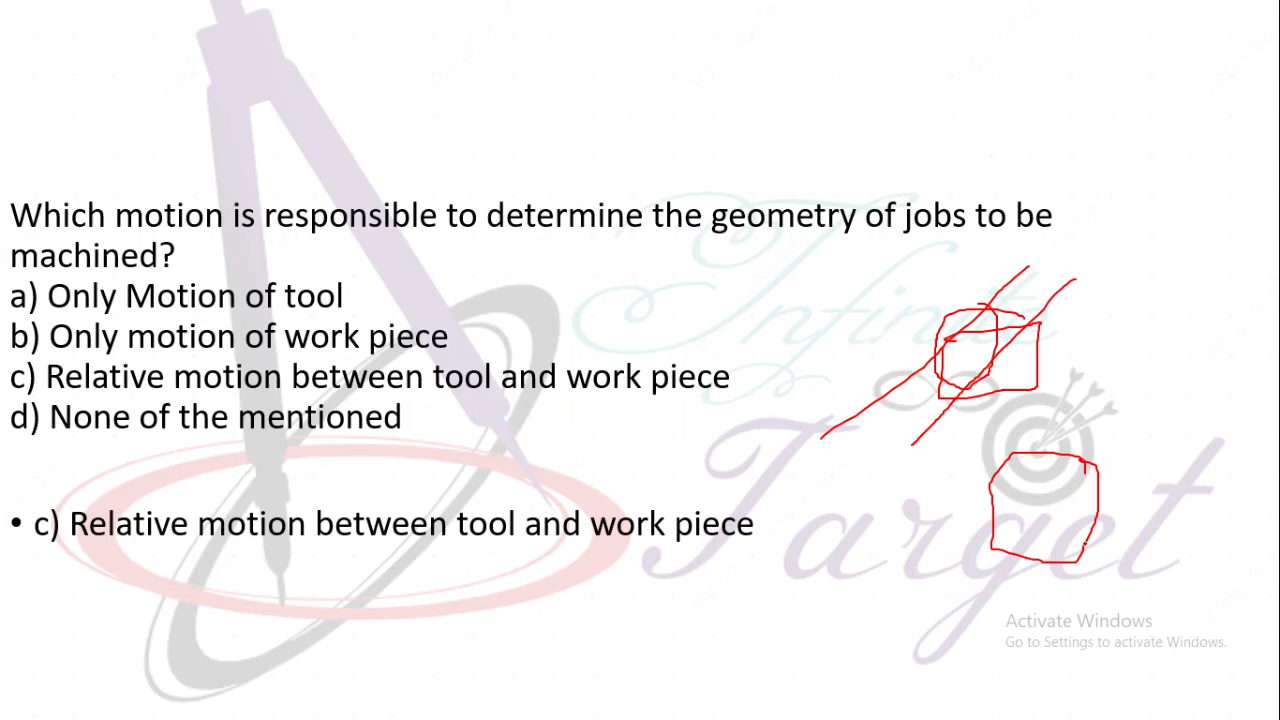 Which motion is responsible to determine the geometry of jobs to be
machined?
a) Only Motion of tool
b) Only motion of work piece
c) Relative motion between tool and work piece
d) None of the mentioned
• c) Relative motion between tool and work piece
Infinite
Target
Activate Windows
Go to Settings to activate Windows.